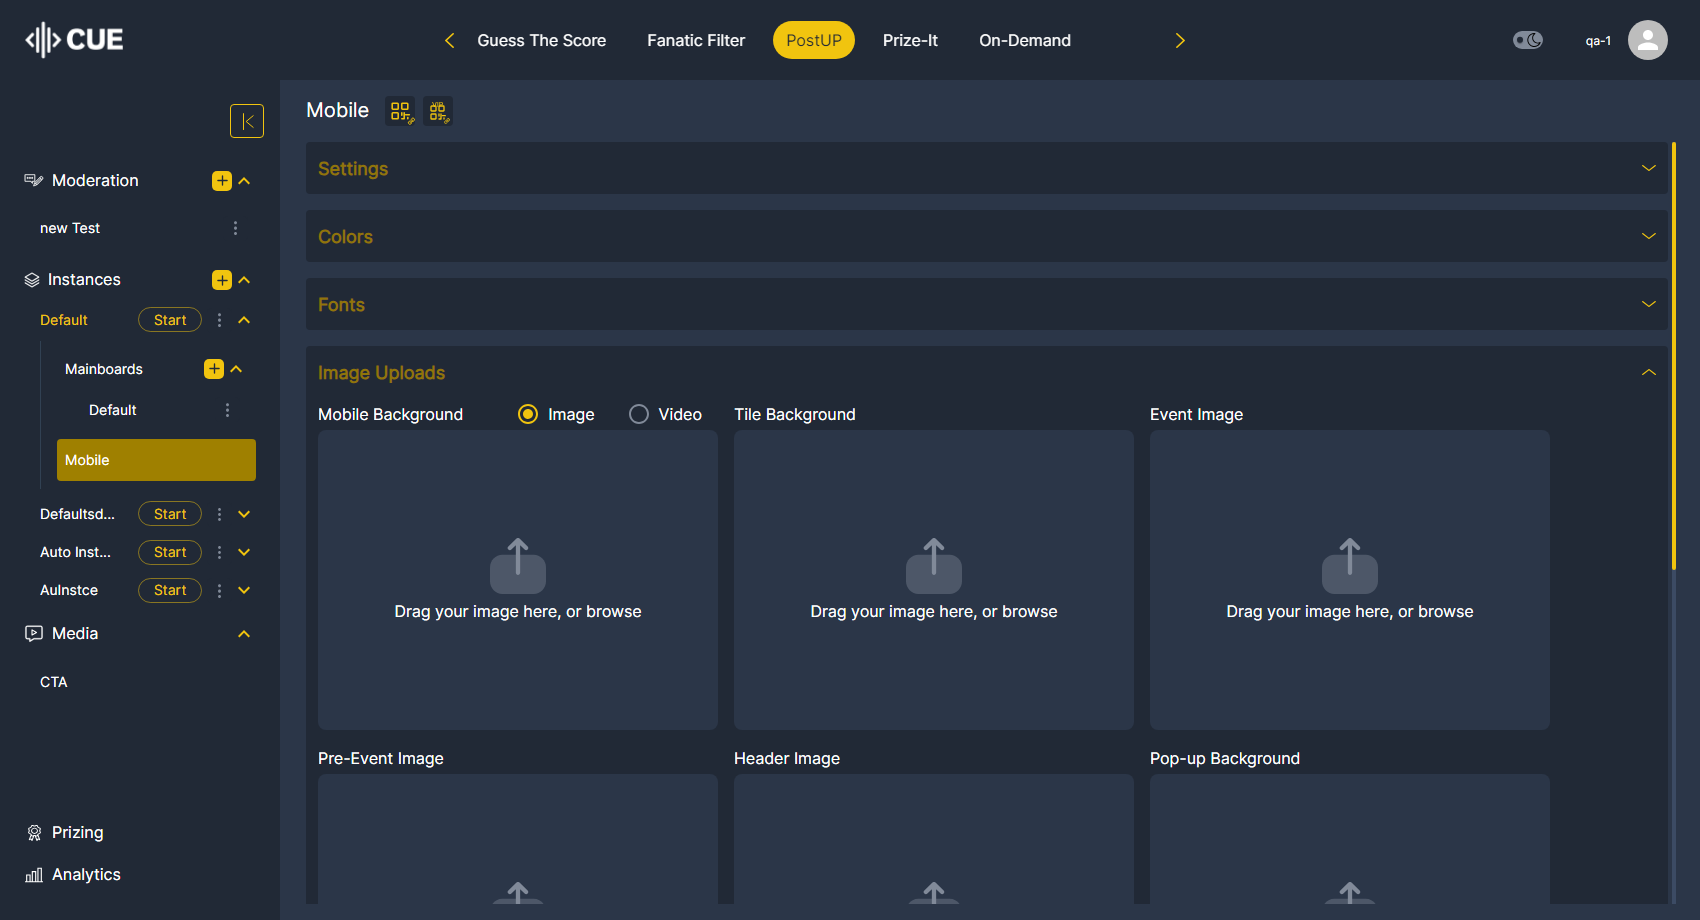 CUE
Guess The Score
Fanatic Filter
PostUP
Prize-It
On-Demand
qa-1
Moderation
new Test
Instances
Default
Start
Mainboards
Default
Mobile
Defaultsd...
Start
Auto Inst...
Start
AuInstce
Start
Media
CTA
Prizing
Analytics
Mobile
Settings
Colors
Fonts
Image Uploads
Mobile Background
Image
Video
Tile Background
Event Image
Drag your image here, or browse
Drag your image here, or browse
Drag your image here, or browse
Pre-Event Image
Header Image
Pop-up Background